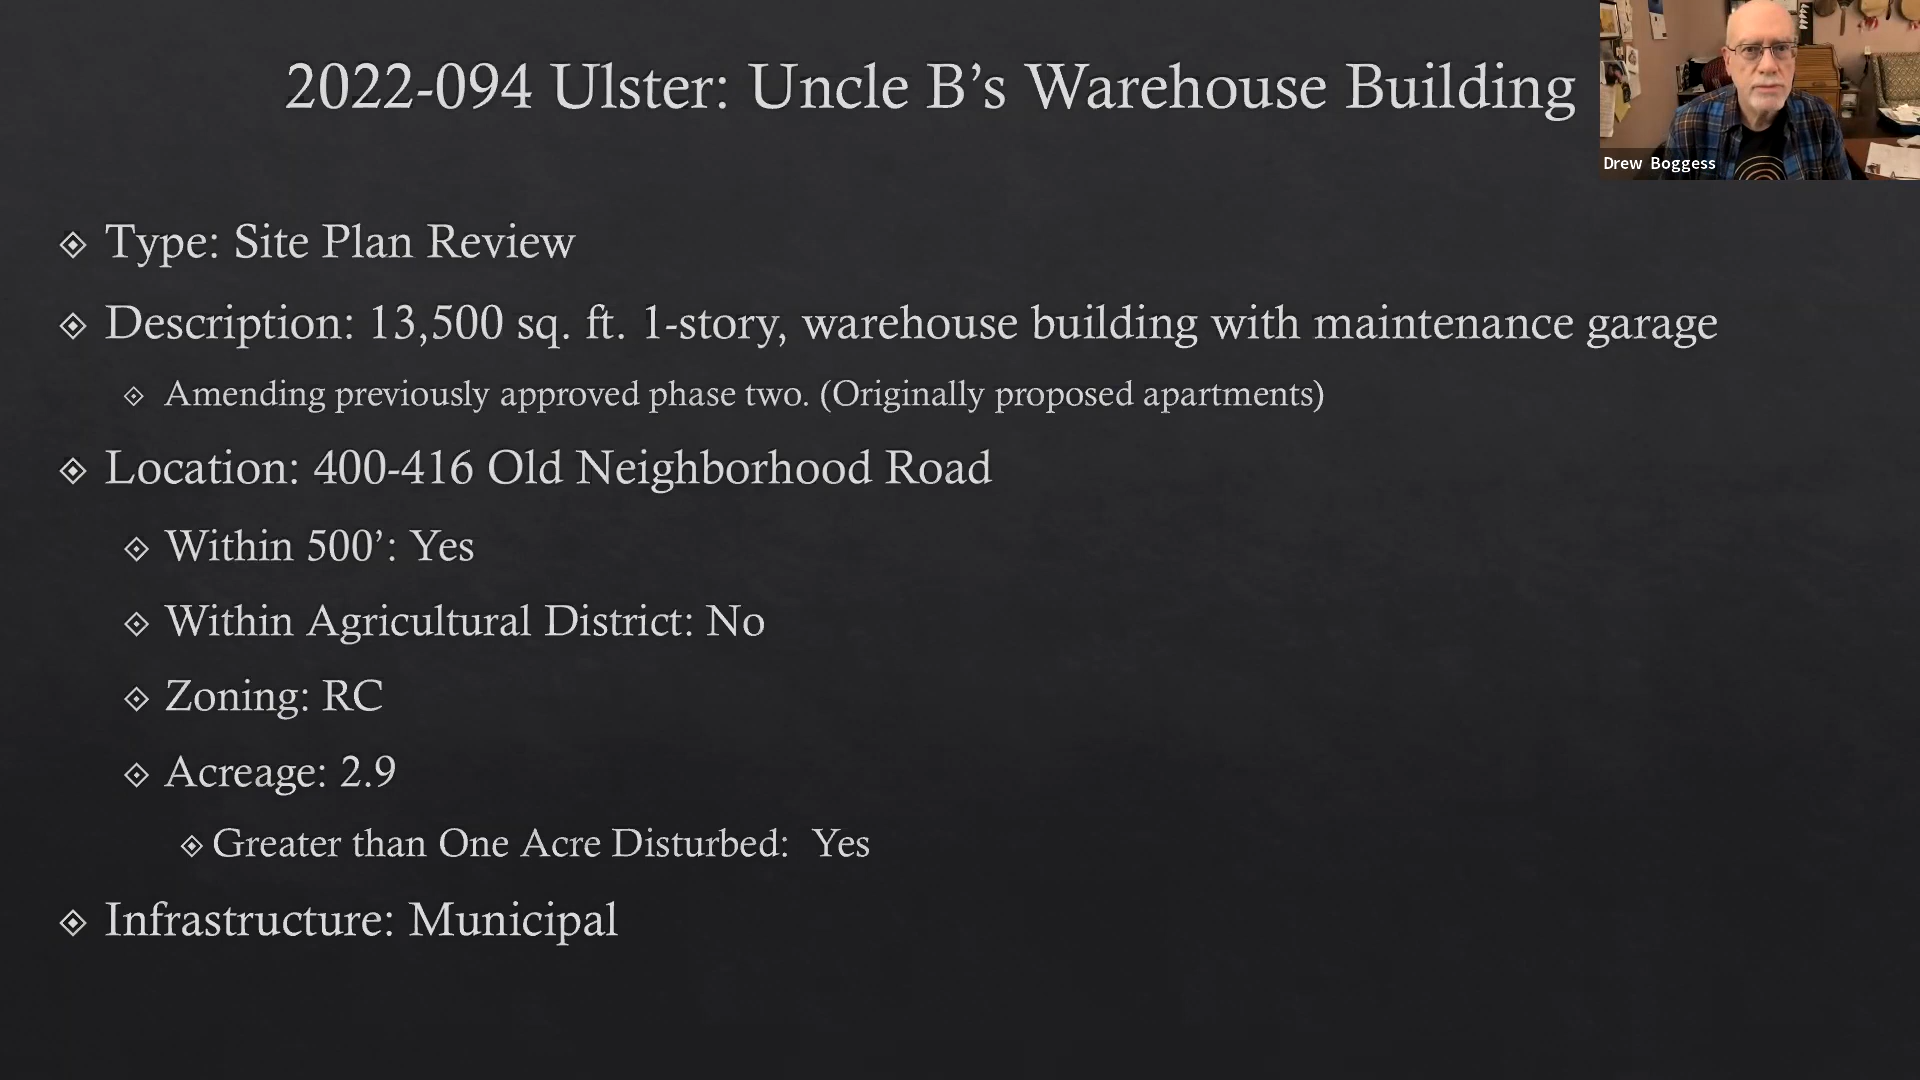 2022-094 Ulster: Uncle B’s Warehouse Building
Drew Boggess
Type: Site Plan Review
Description: 13,500 sq. ft. 1-story, warehouse building with maintenance garage
Amending previously approved phase two. (Originally proposed apartments)
Location: 400-416 Old Neighborhood Road
Within 500’: Yes
Within Agricultural District: No
Zoning: RC
Acreage: 2.9
Greater than One Acre Disturbed:  Yes
Infrastructure: Municipal